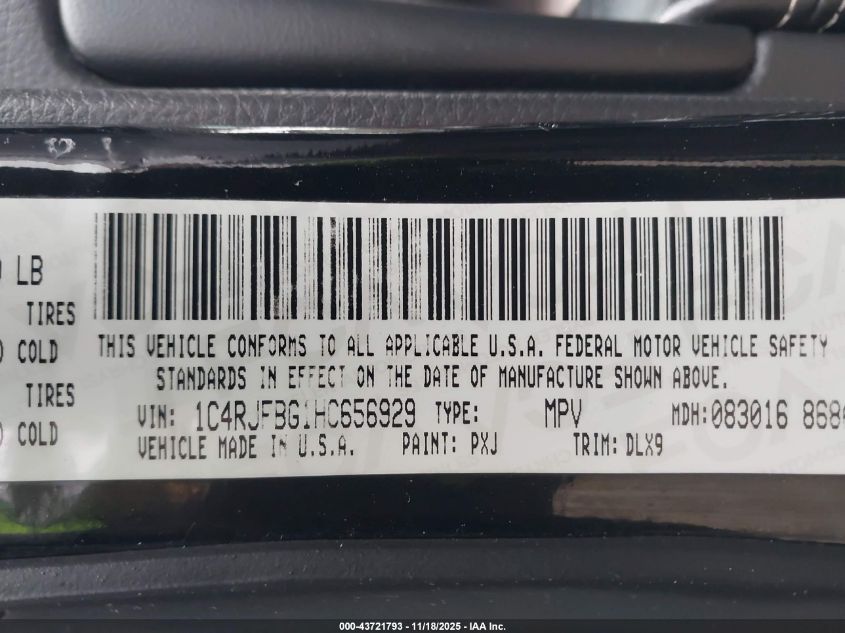 LB
TIRES
COLD
TIRES
COLD
THIS VEHICLE CONFORMS TO ALL APPLICABLE U.S.A. FEDERAL MOTOR VEHICLE SAFETY
STANDARDS IN EFFECT ON THE DATE OF MANUFACTURE SHOWN ABOVE.
VIN: 1C4RJFBG1HC656929 TYPE: MPV MDH: 083016 868
VEHICLE MADE IN U.S.A. PAINT: PXJ TRIM: DLX9
000-43721793 - 11/18/2025 - IAA Inc.